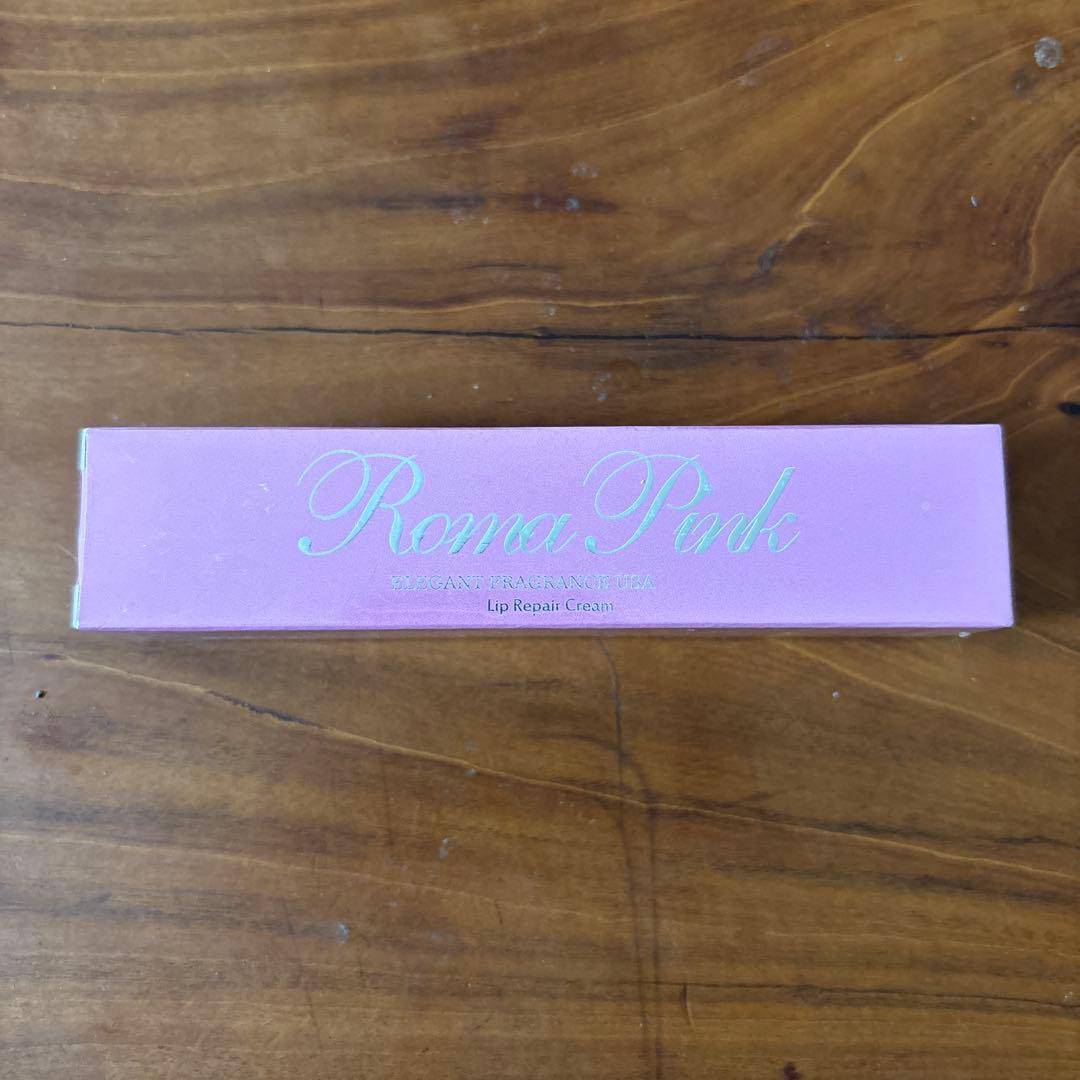 Roma Pink
ELEGANT FRAGRANCE USA
Lip Repair Cream